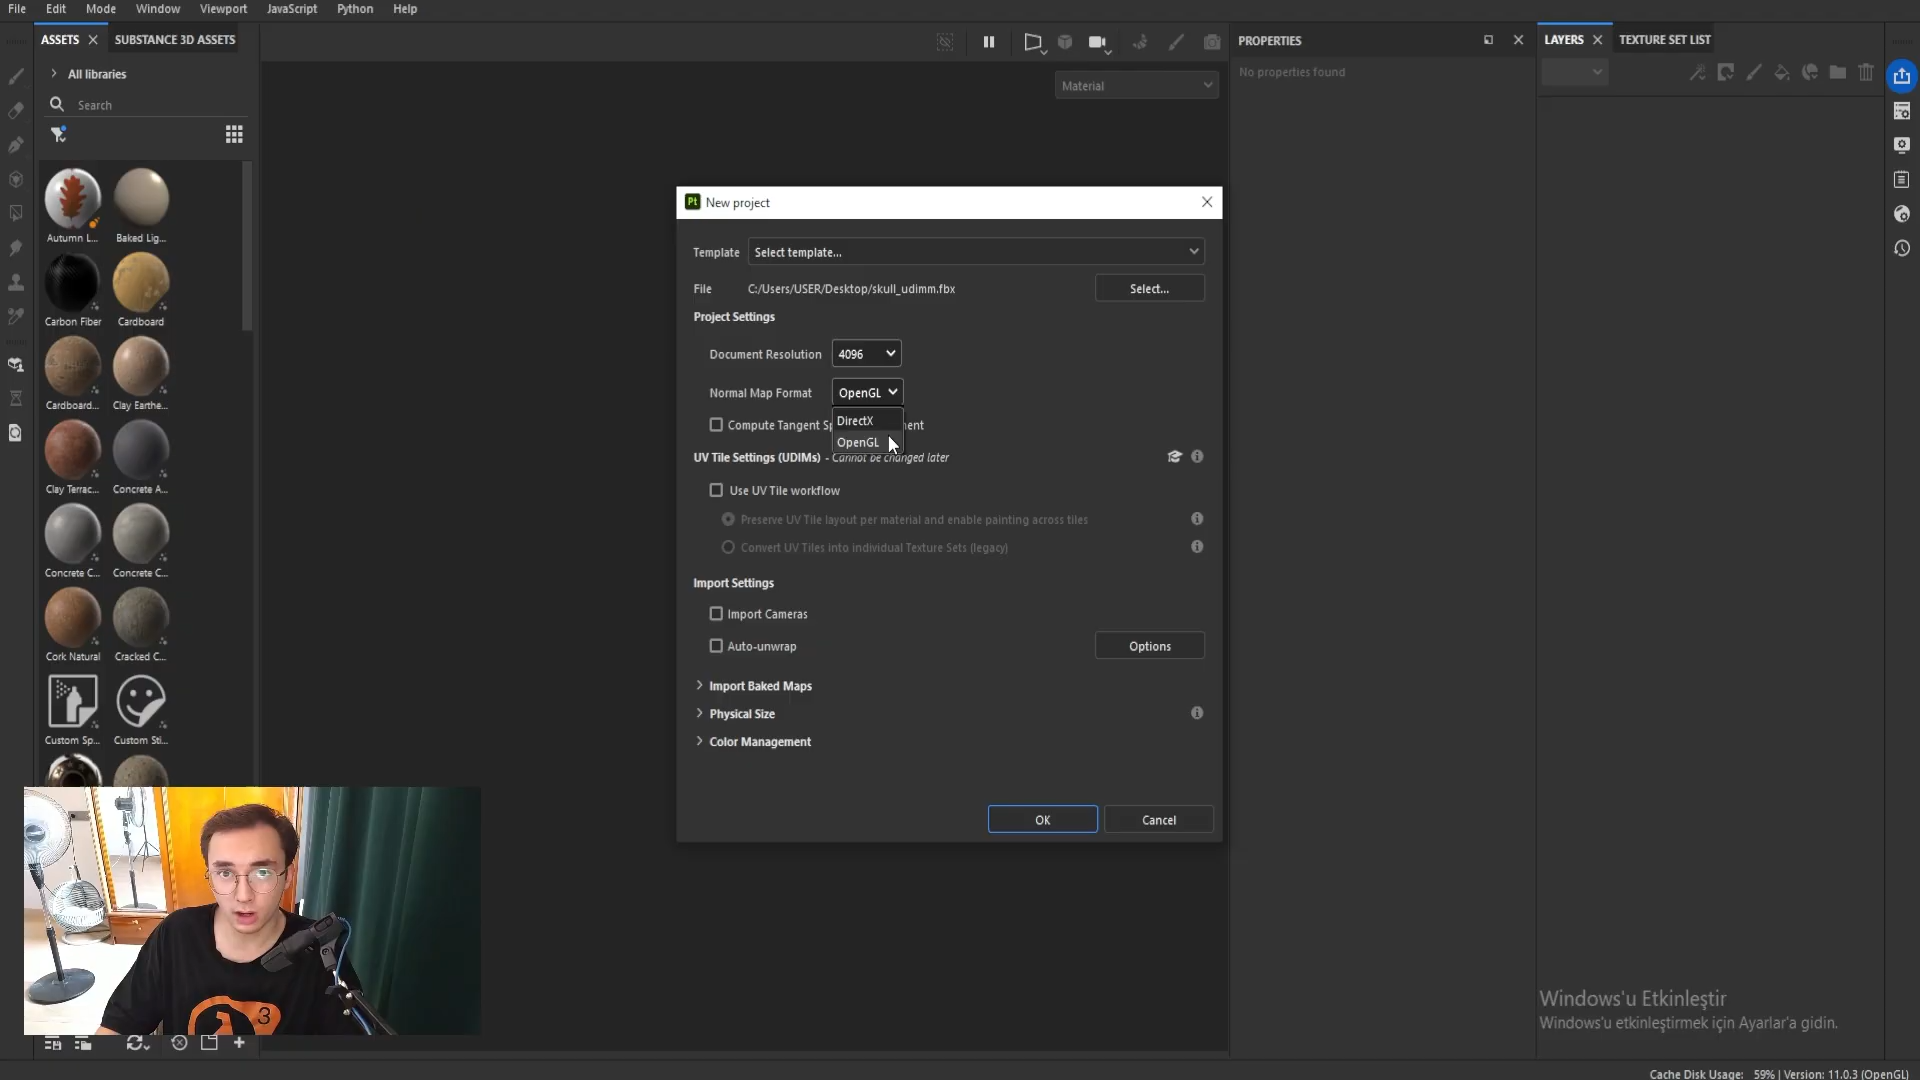 File Edit Mode Window Viewport JavaScript Python Help
ASSETS
SUBSTANCE 3D ASSETS
All libraries
Search
Autumn L...
Baked Lig...
Carbon Fiber
Cardboard
Cardboard...
Clay Earthe...
Clay Terrac...
Concrete A...
Concrete C...
Concrete C...
Cork Natural
Cracked C...
Custom Sp...
Custom Sti...
Material
Pt New project
Template Select template...
File C:/Users/USER/Desktop/skull_udimm.fbx Select...
Project Settings
Document Resolution 4096
Normal Map Format OpenGL
DirectX
OpenGL
Compute Tangent Sp
ent
UV Tile Settings (UDIMs) - Cannot be changed later
Use UV Tile workflow
Preserve UV Tile layout per material and enable painting across tiles
Convert UV Tiles into individual Texture Sets (legacy)
Import Settings
Import Cameras
Auto-unwrap Options
Import Baked Maps
Physical Size
Color Management
OK Cancel
PROPERTIES
No properties found
LAYERS
TEXTURE SET LIST
3
Windows'u Etkinleştir
Windows'u etkinleştirmek için Ayarlar'a gidin.
Cache Disk Usage: 59% | Version: 11.0.3 (OpenGL)